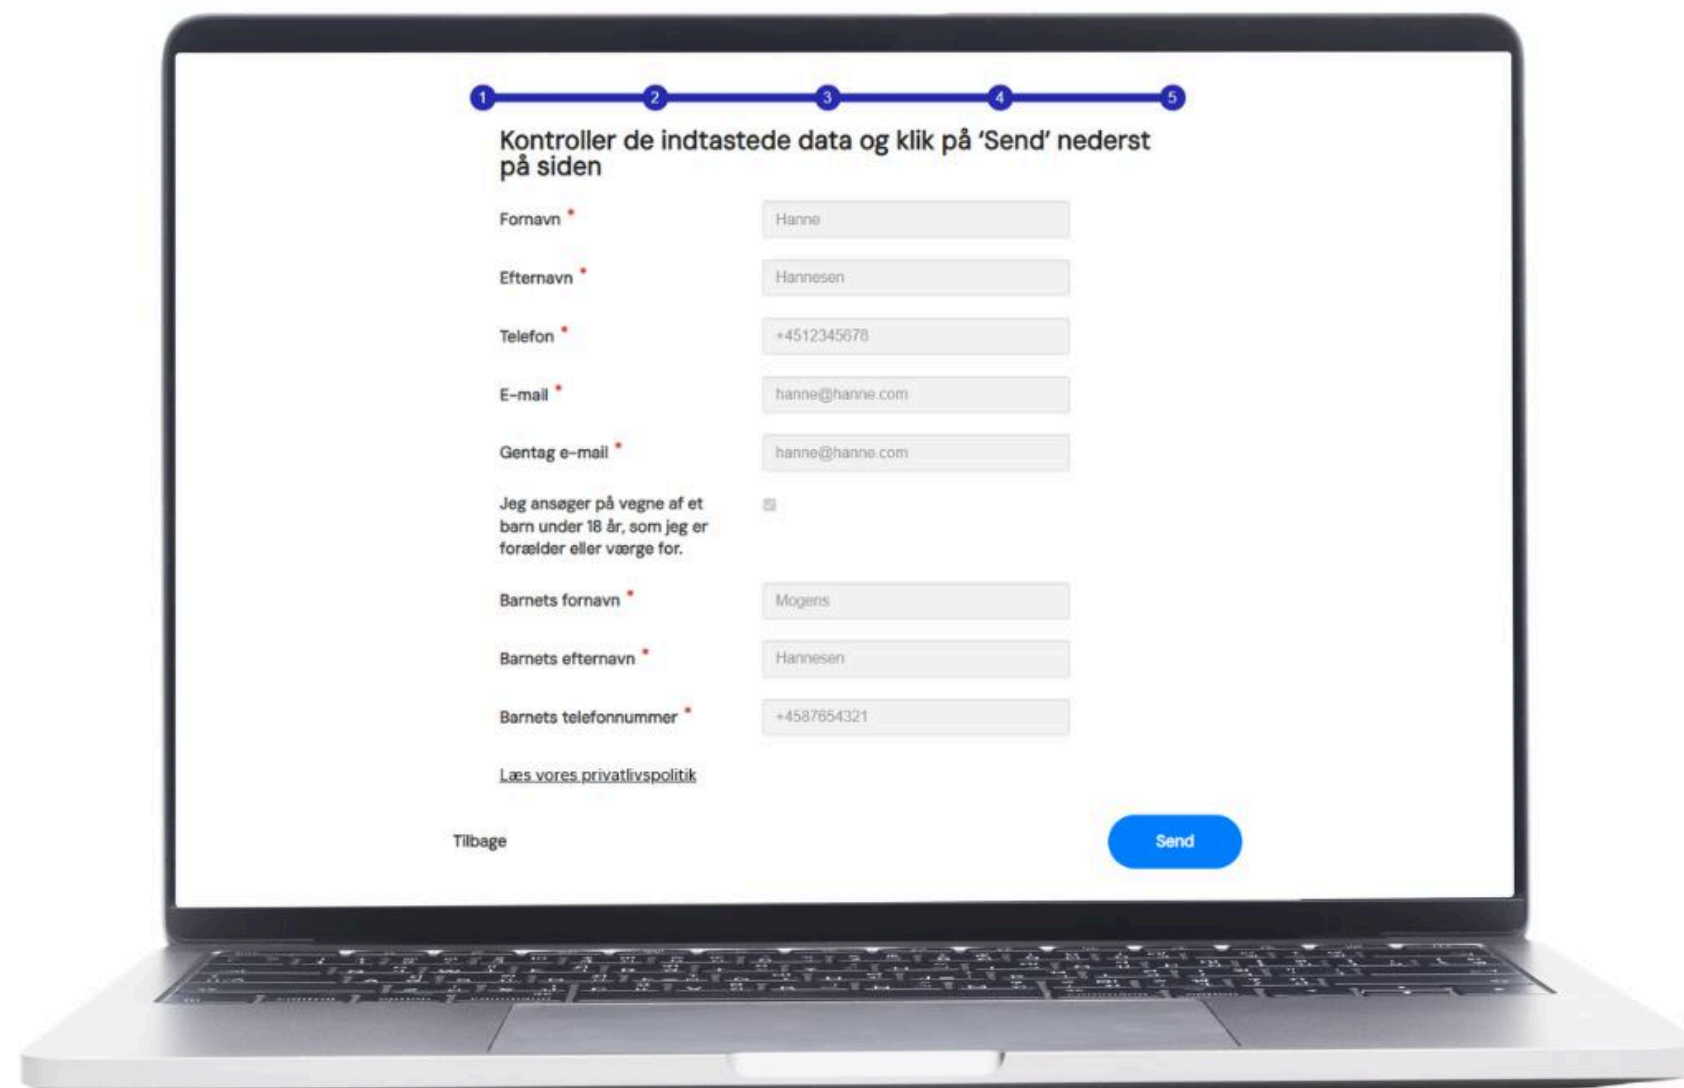 1 2 3 4 5
Kontroller de indtastede data og klik på ‘Send’ nederst
på siden
Fornavn *
Hanne
Efternavn *
Hannesen
Telefon *
+4512345678
E-mail *
hanne@hanne.com
Gentag e-mail *
hanne@hanne.com
Jeg ansøger på vegne af et
barn under 18 år, som jeg er
forælder eller værge for.
Barnets fornavn *
Mogens
Barnets efternavn *
Hannesen
Barnets telefonnummer *
+4587654321
Læs vores privatlivspolitik
Tilbage
Send